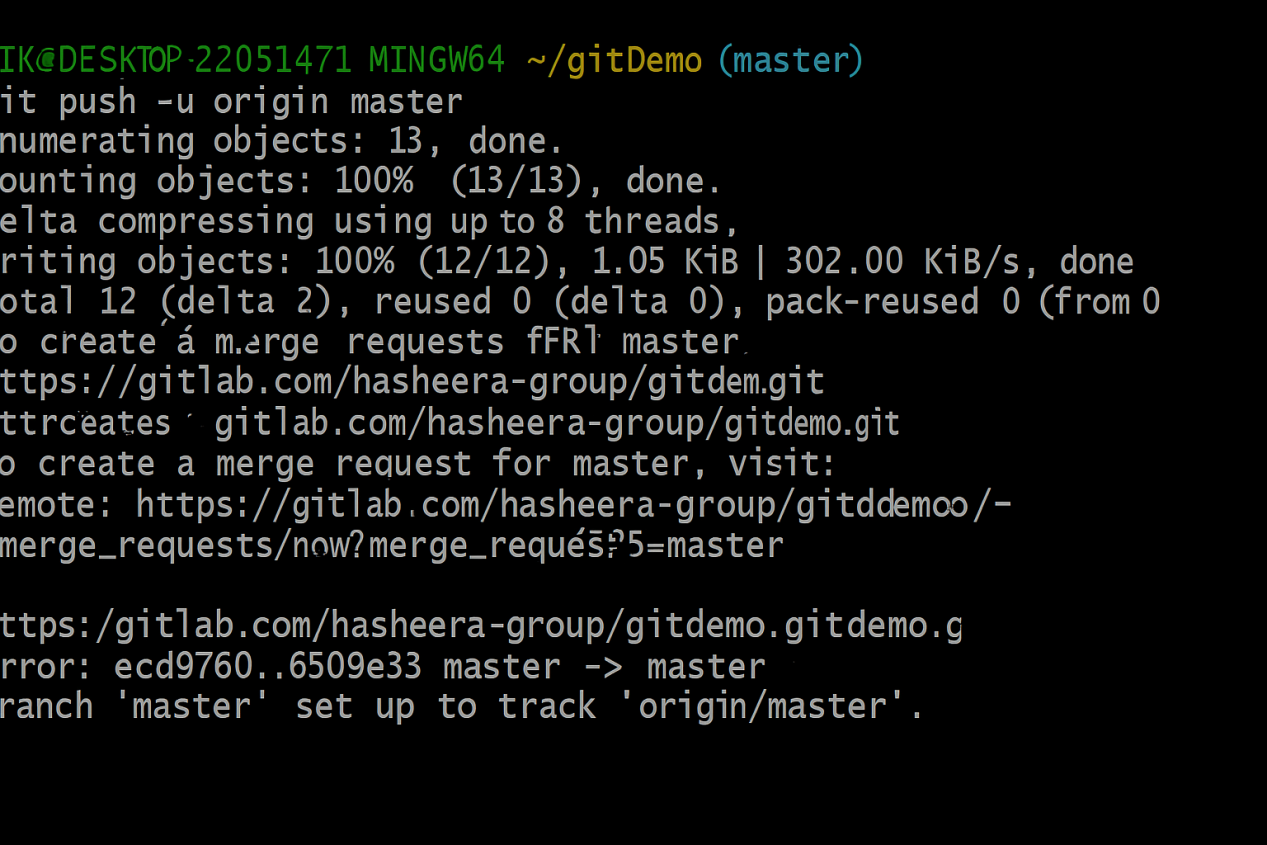 IK@DESKTOP-22051471 MINGW64 ~/gitDemo (master)
it push -u origin master
numerating objects: 13, done.
ounting objects: 100% (13/13), done.
elta compressing using up to 8 threads,
riting objects: 100% (12/12), 1.05 KiB | 302.00 KiB/s, done
otal 12 (delta 2), reused 0 (delta 0), pack-reused 0 (from 0
o create á merge requests master
ttps://gitlab.com/hasheera-group/gitdem.git
ttrceates gitlab.com/hasheera-group/gitdemo.git
o create a merge request for master, visit:
emote: https://gitlab.com/hasheera-group/gitddemoo/-
merge_requests/now?
ttps:/gitlab.com/hasheera-group/gitdemo.gitdemo.g
rror: ecd9760..6509e33 master -> master
ranch 'master' set up to track 'origin/master'.